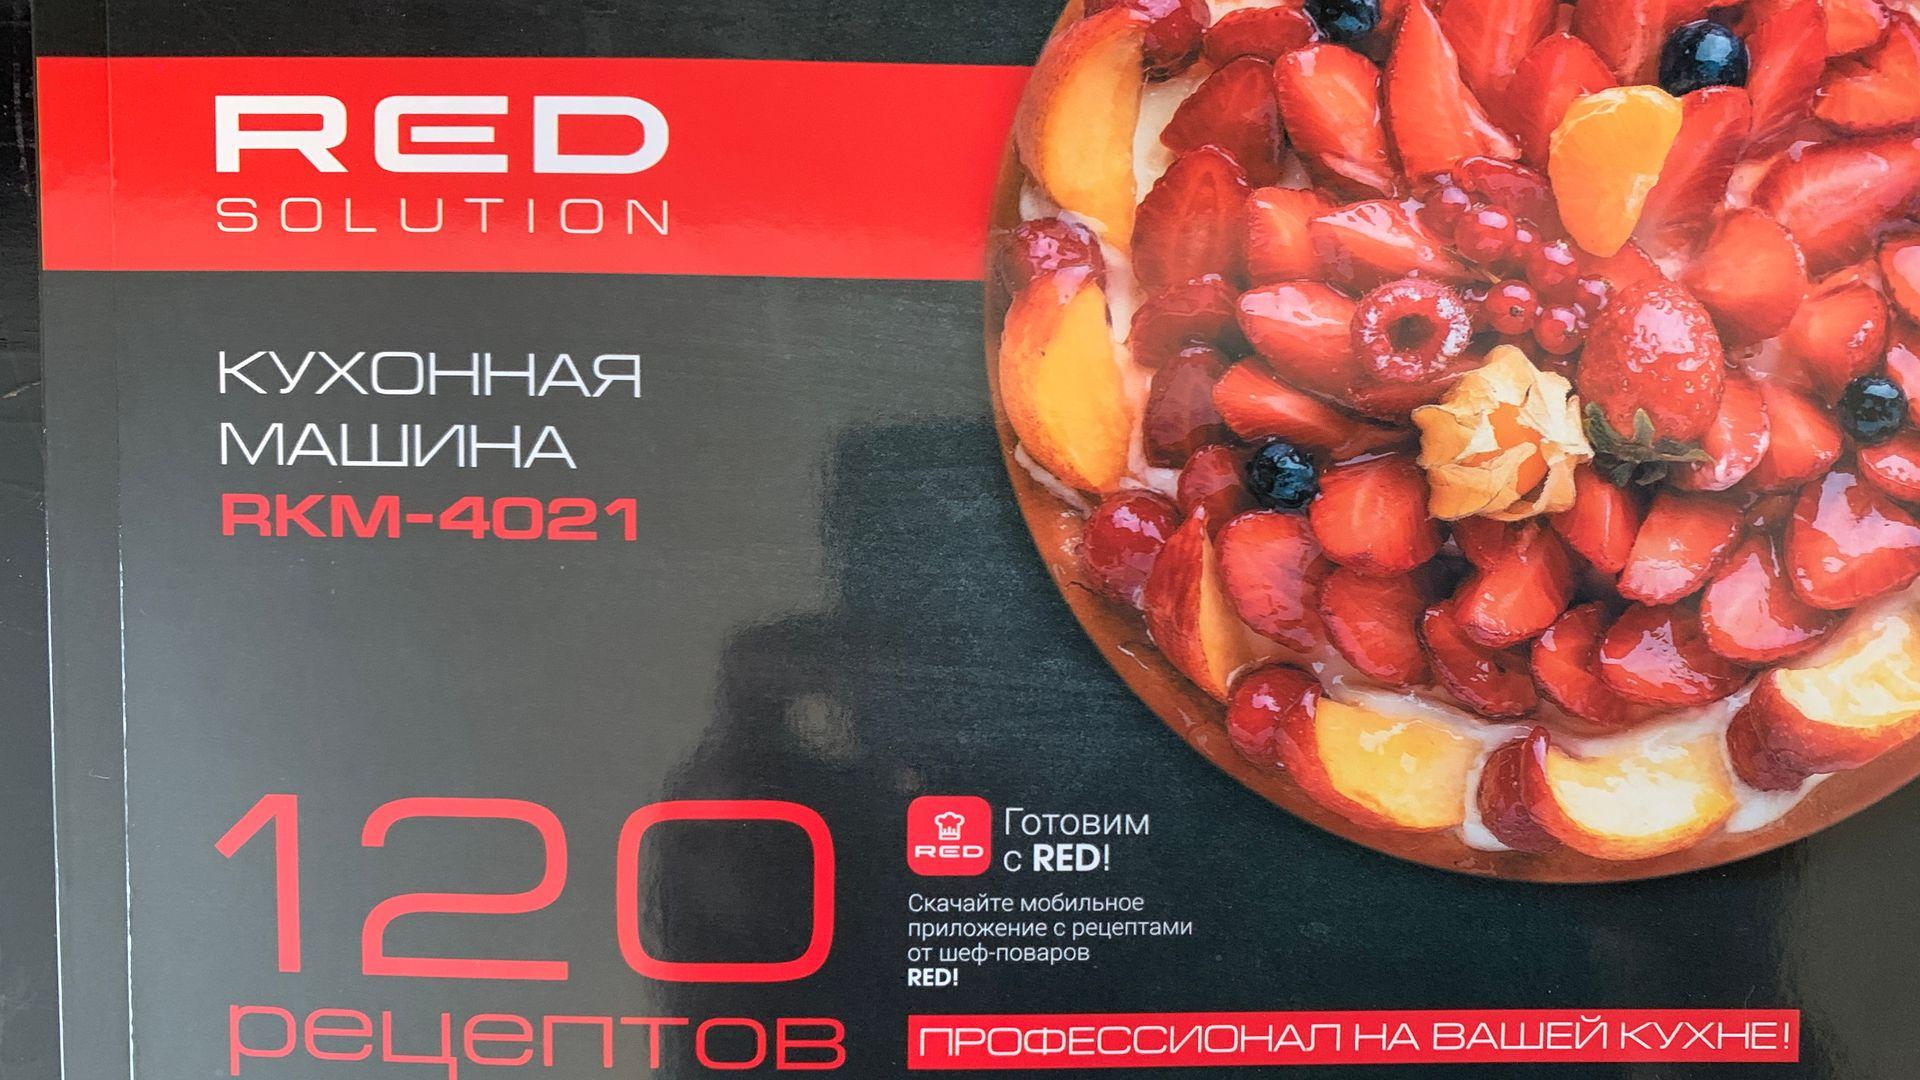 RED
SOLUTION
КУХОННАЯ
МАШИНА
RKM-4021
120
рецептов
RED
Готовим
с RED!
Скачайте мобильное
приложение с рецептами
от шеф-поваров
RED!
ПРОФЕССИОНАЛ НА ВАШЕЙ КУХНЕ!